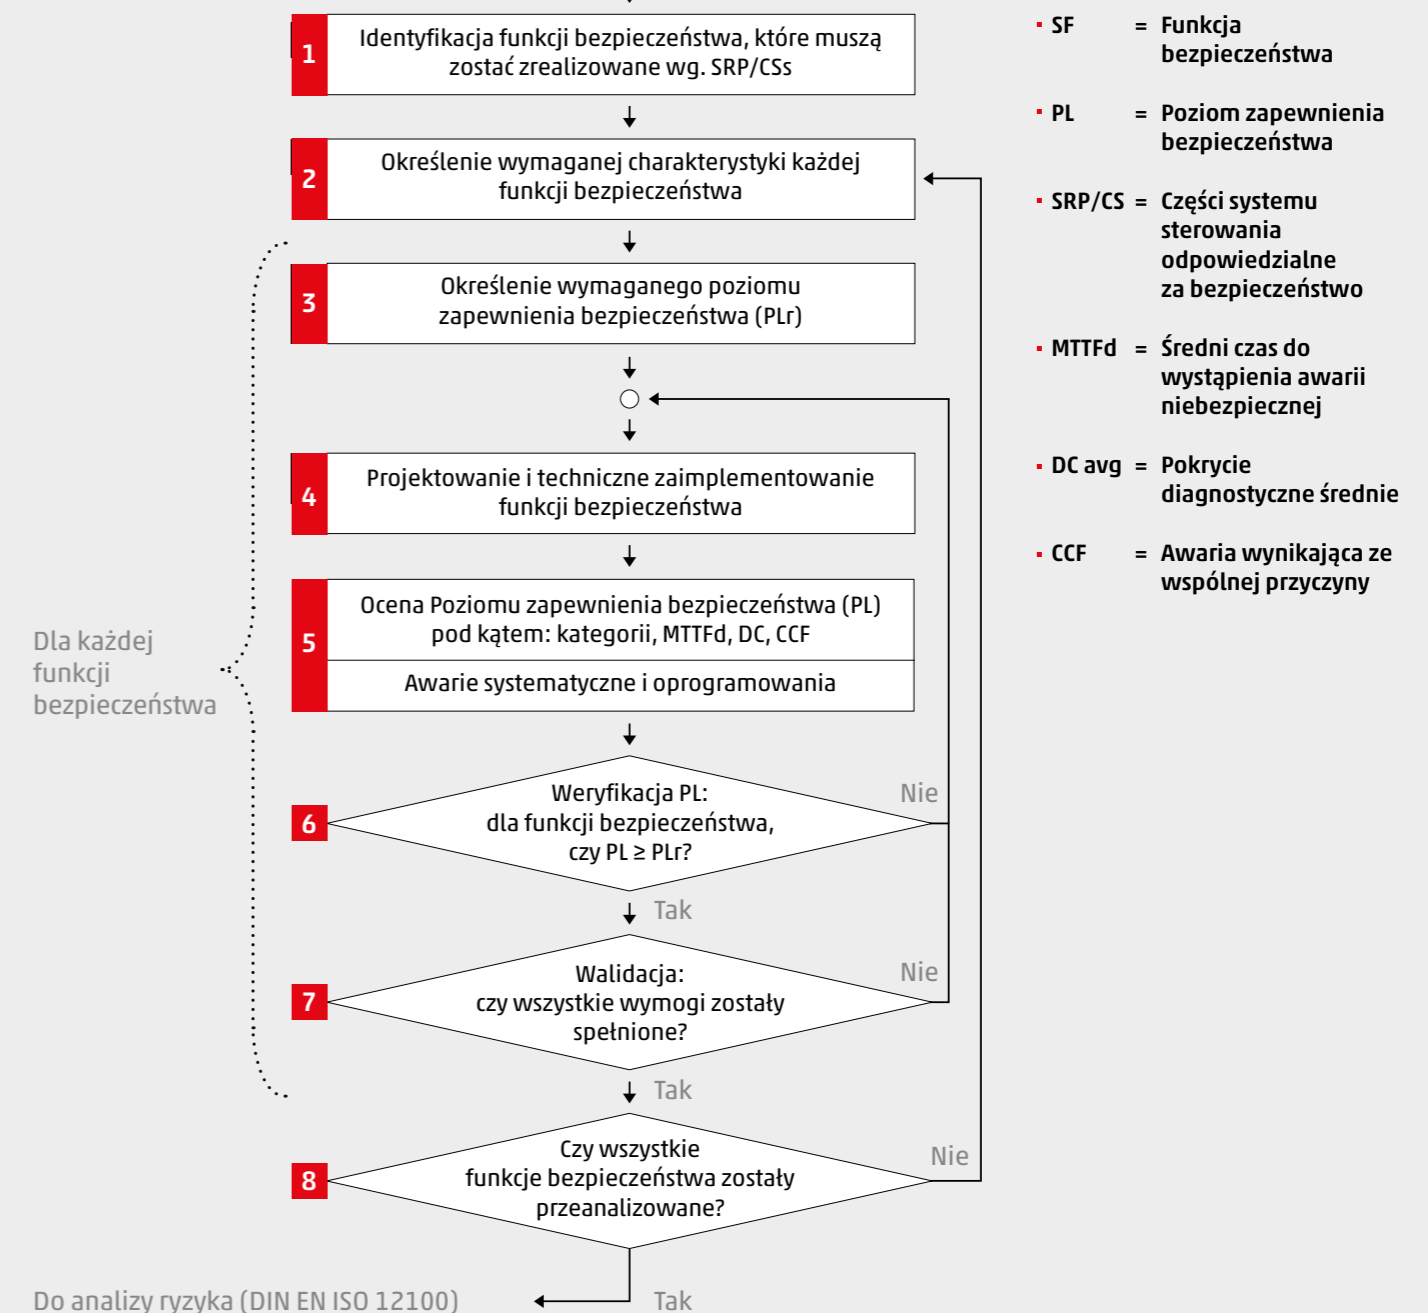 1
Identyfikacja funkcji bezpieczeństwa, które muszą
zostać zrealizowane wg. SRP/CSs
2
Określenie wymaganej charakterystyki każdej
funkcji bezpieczeństwa
3
Określenie wymaganego poziomu
zapewnienia bezpieczeństwa (PLr)
4
Projektowanie i techniczne zaimplementowanie
funkcji bezpieczeństwa
5
Ocena Poziomu zapewnienia bezpieczeństwa (PL)
pod kątem: kategorii, MTTFd, DC, CCF
Awarie systematyczne i oprogramowania
Dla każdej
funkcji
bezpieczeństwa
6
Weryfikacja PL:
dla funkcji bezpieczeństwa,
czy PL ≥ PLr?
Nie
Tak
7
Walidacja:
czy wszystkie wymogi zostały
spełnione?
Nie
Tak
8
Czy wszystkie
funkcje bezpieczeństwa zostały
przeanalizowane?
Nie
Do analizy ryzyka (DIN EN ISO 12100)
Tak
SF = Funkcja
bezpieczeństwa
PL = Poziom zapewnienia
bezpieczeństwa
SRP/CS = Części systemu
sterowania
odpowiedzialne
za bezpieczeństwo
MTTFd = Średni czas do
wystąpienia awarii
niebezpiecznej
DC avg = Pokrycie
diagnostyczne średnie
CCF = Awaria wynikająca ze
wspólnej przyczyny